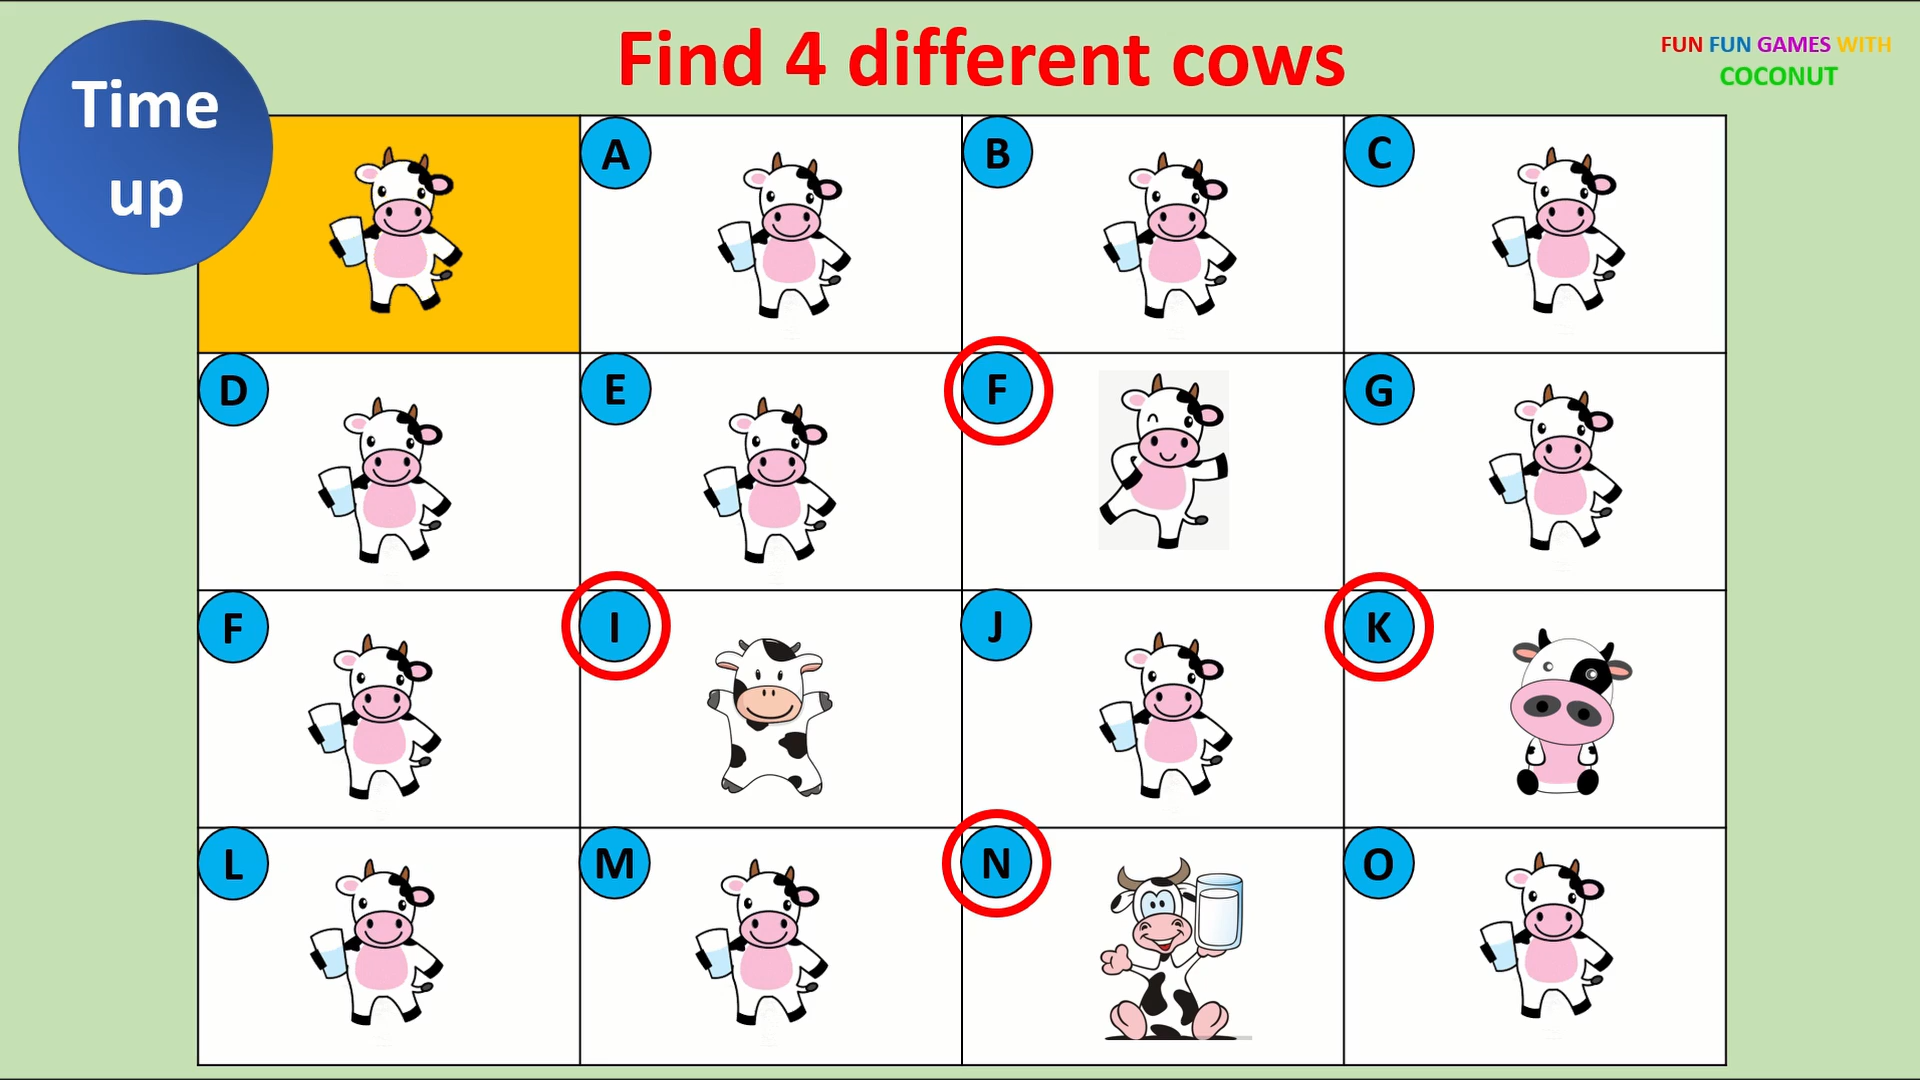 Find 4 different cows
FUN FUN GAMES WITH
COCONUT
Time
up
A
B
C
D
E
F
G
F
I
J
K
L
M
N
O